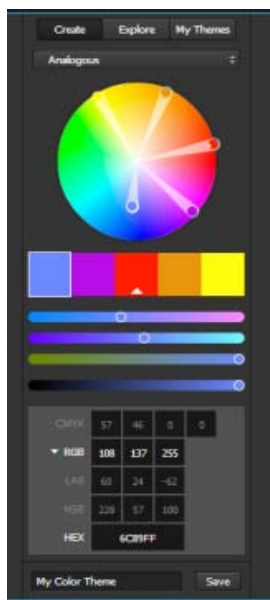 Create Explore My Themes
Analogous
CMYK 57 46 0 0
RGB 108 137 255
LAB 60 24 -62
HSB 228 57 100
HEX 6C89FF
My Color Theme Save